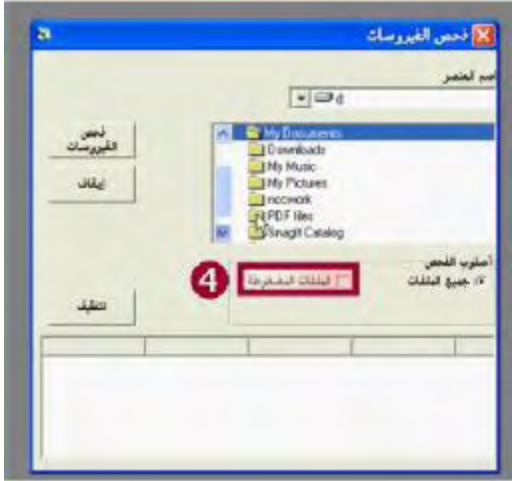 فحص الفيروسات
اسم العنصر
d
My Documents
Downloads
My Music
My Pictures
nccwork
PDF files
SnagIt Catalog
فحص
الفيروسات
إيقاف
أسلوب الفحص
جميع الملفات
الملفات المضغوطة
4
تنظيف